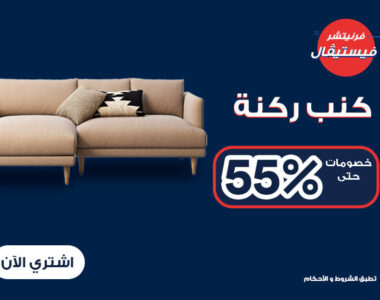 فرنيتشر
فيستيڤال
كنب ركنة
خصومات
حتى
55%
اشتري الآن
تطبق الشروط و الأحكام